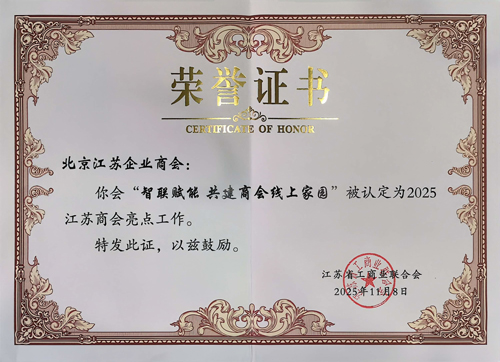 荣誉证书
CERTIFICATE OF HONOR
北京江苏企业商会：
你会“智联赋能 共建商会线上家园”被认定为2025
江苏商会亮点工作。
特发此证，以兹鼓励。
江苏省工商业联合会
2025年11月8日